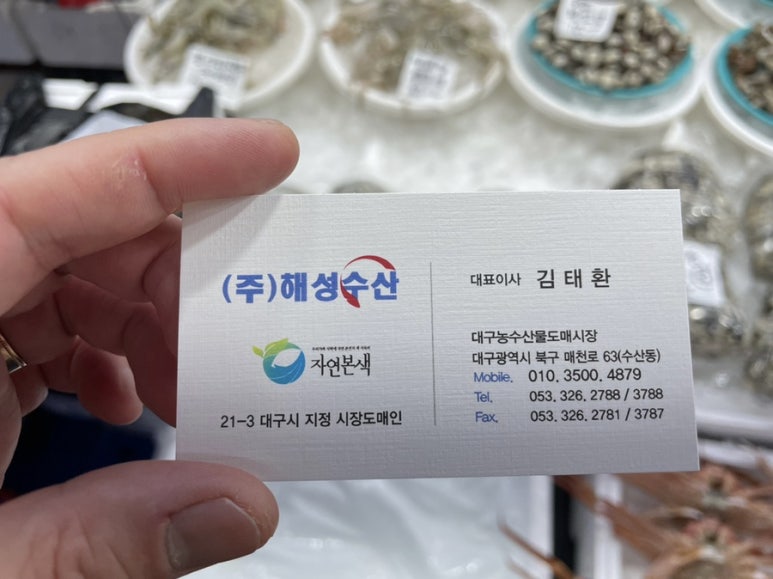 (주)해성수산
자연본색
21-3 대구시 지정 시장도매인
대표이사 김태환
대구농수산물도매시장
대구광역시 북구 매천로 63(수산동)
Mobile. 010. 3500. 4879
Tel. 053. 326. 2788 / 3788
Fax. 053. 326. 2781 / 3787